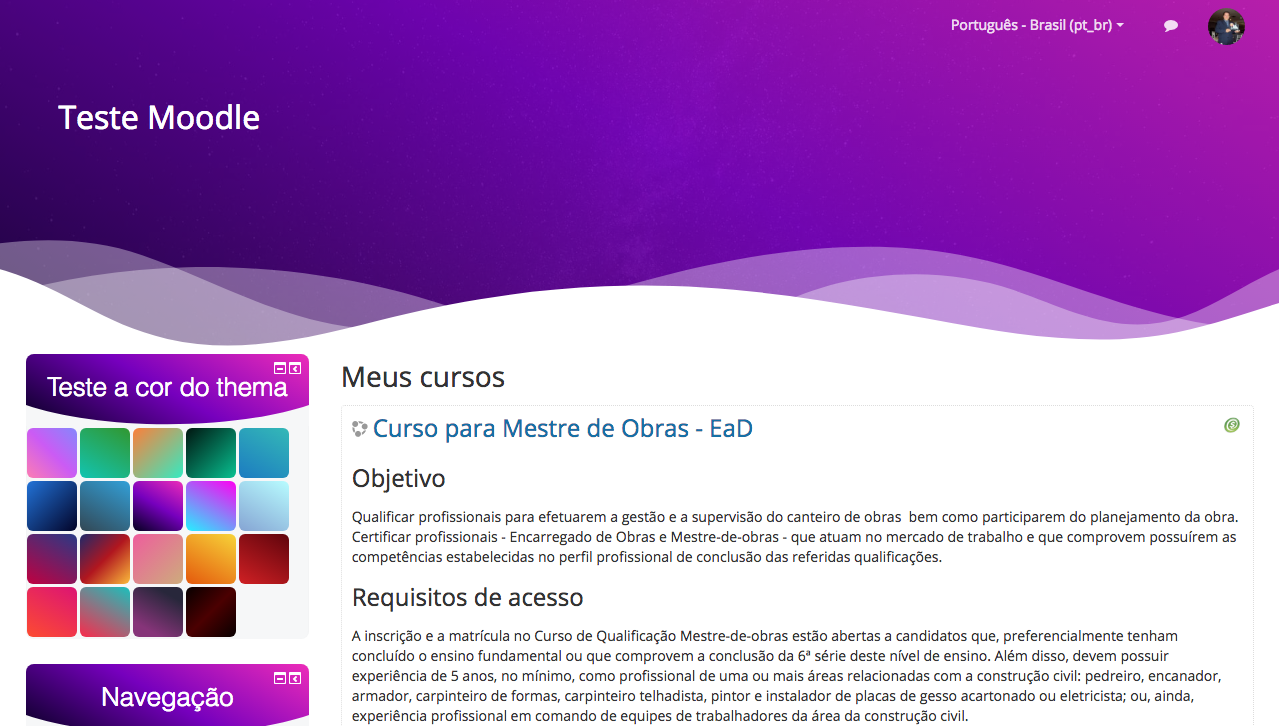 Português - Brasil (pt_br)
Teste Moodle
Teste a cor do thema
Navegação
Meus cursos
Curso para Mestre de Obras - EaD
Objetivo
Qualificar profissionais para efetuarem a gestão e a supervisão do canteiro de obras  bem como participarem do planejamento da obra.
Certificar profissionais - Encarregado de Obras e Mestre-de-obras - que atuam no mercado de trabalho e que comprovem possuírem as
competências estabelecidas no perfil profissional de conclusão das referidas qualificações.
Requisitos de acesso
A inscrição e a matrícula no Curso de Qualificação Mestre-de-obras estão abertas a candidatos que, preferencialmente tenham
concluído o ensino fundamental ou que comprovem a conclusão da 6ª série deste nível de ensino. Além disso, devem possuir
experiência de 5 anos, no mínimo, como profissional de uma ou mais áreas relacionadas com a construção civil: pedreiro, encanador,
armador, carpinteiro de formas, carpinteiro telhadista, pintor e instalador de placas de gesso acartonado ou eletricista; ou, ainda,
experiência profissional em comando de equipes de trabalhadores da área da construção civil.